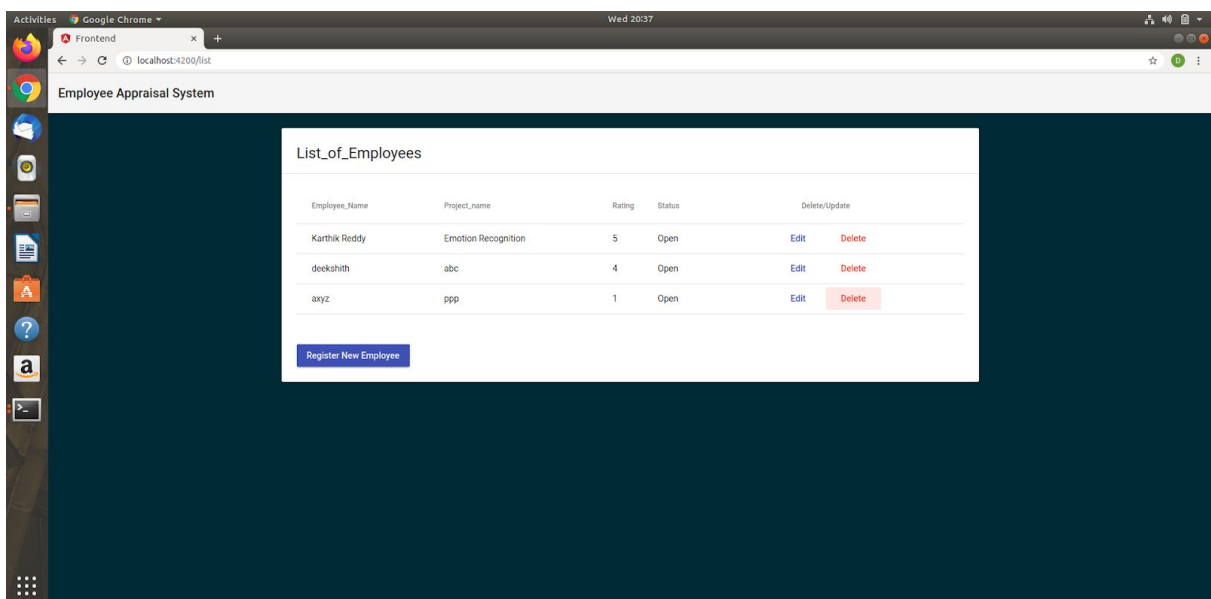 Activities Google Chrome Wed 20:37
Frontend
localhost:4200/list D
Employee Appraisal System
List_of_Employees
Employee_Name Project_name Rating Status Delete/Update
Karthik Reddy Emotion Recognition 5 Open Edit Delete
deekshith abc 4 Open Edit Delete
axyz ppp 1 Open Edit Delete
Register New Employee